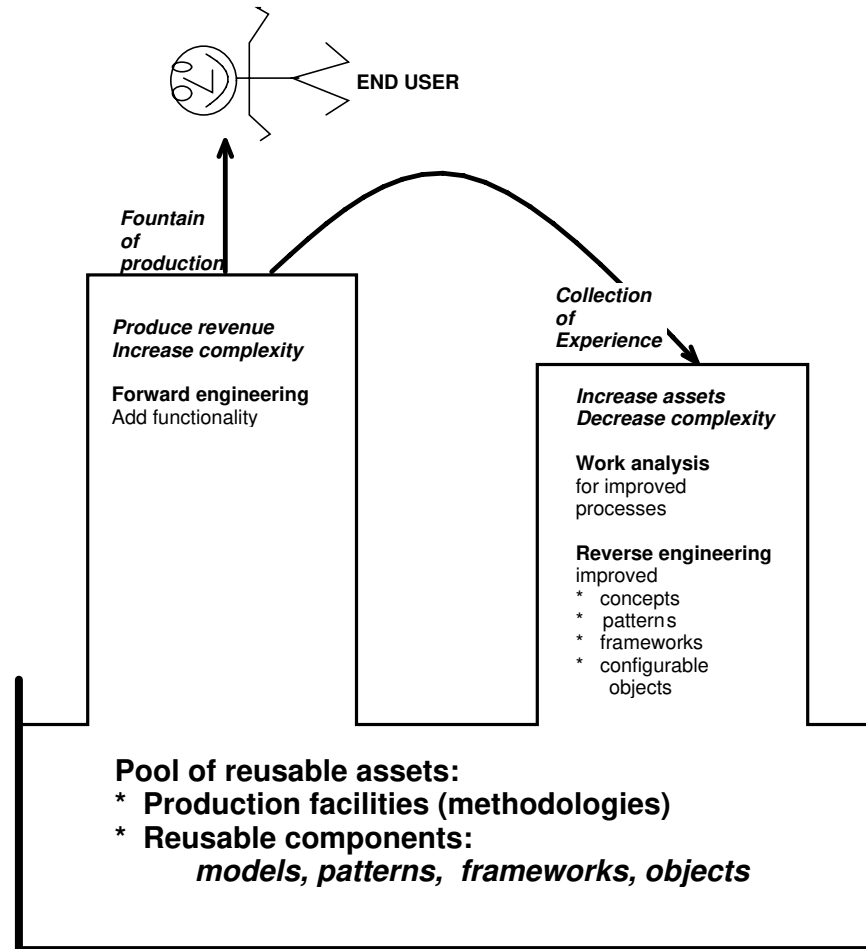 END USER
Fountain
of
production
Produce revenue
Increase complexity
Forward engineering
Add functionality
Collection
of
Experience
Increase assets
Decrease complexity
Work analysis
for improved
processes
Reverse engineering
improved
* concepts
* patterns
* frameworks
* configurable
objects
Pool of reusable assets:
* Production facilities (methodologies)
* Reusable components:
models, patterns, frameworks, objects